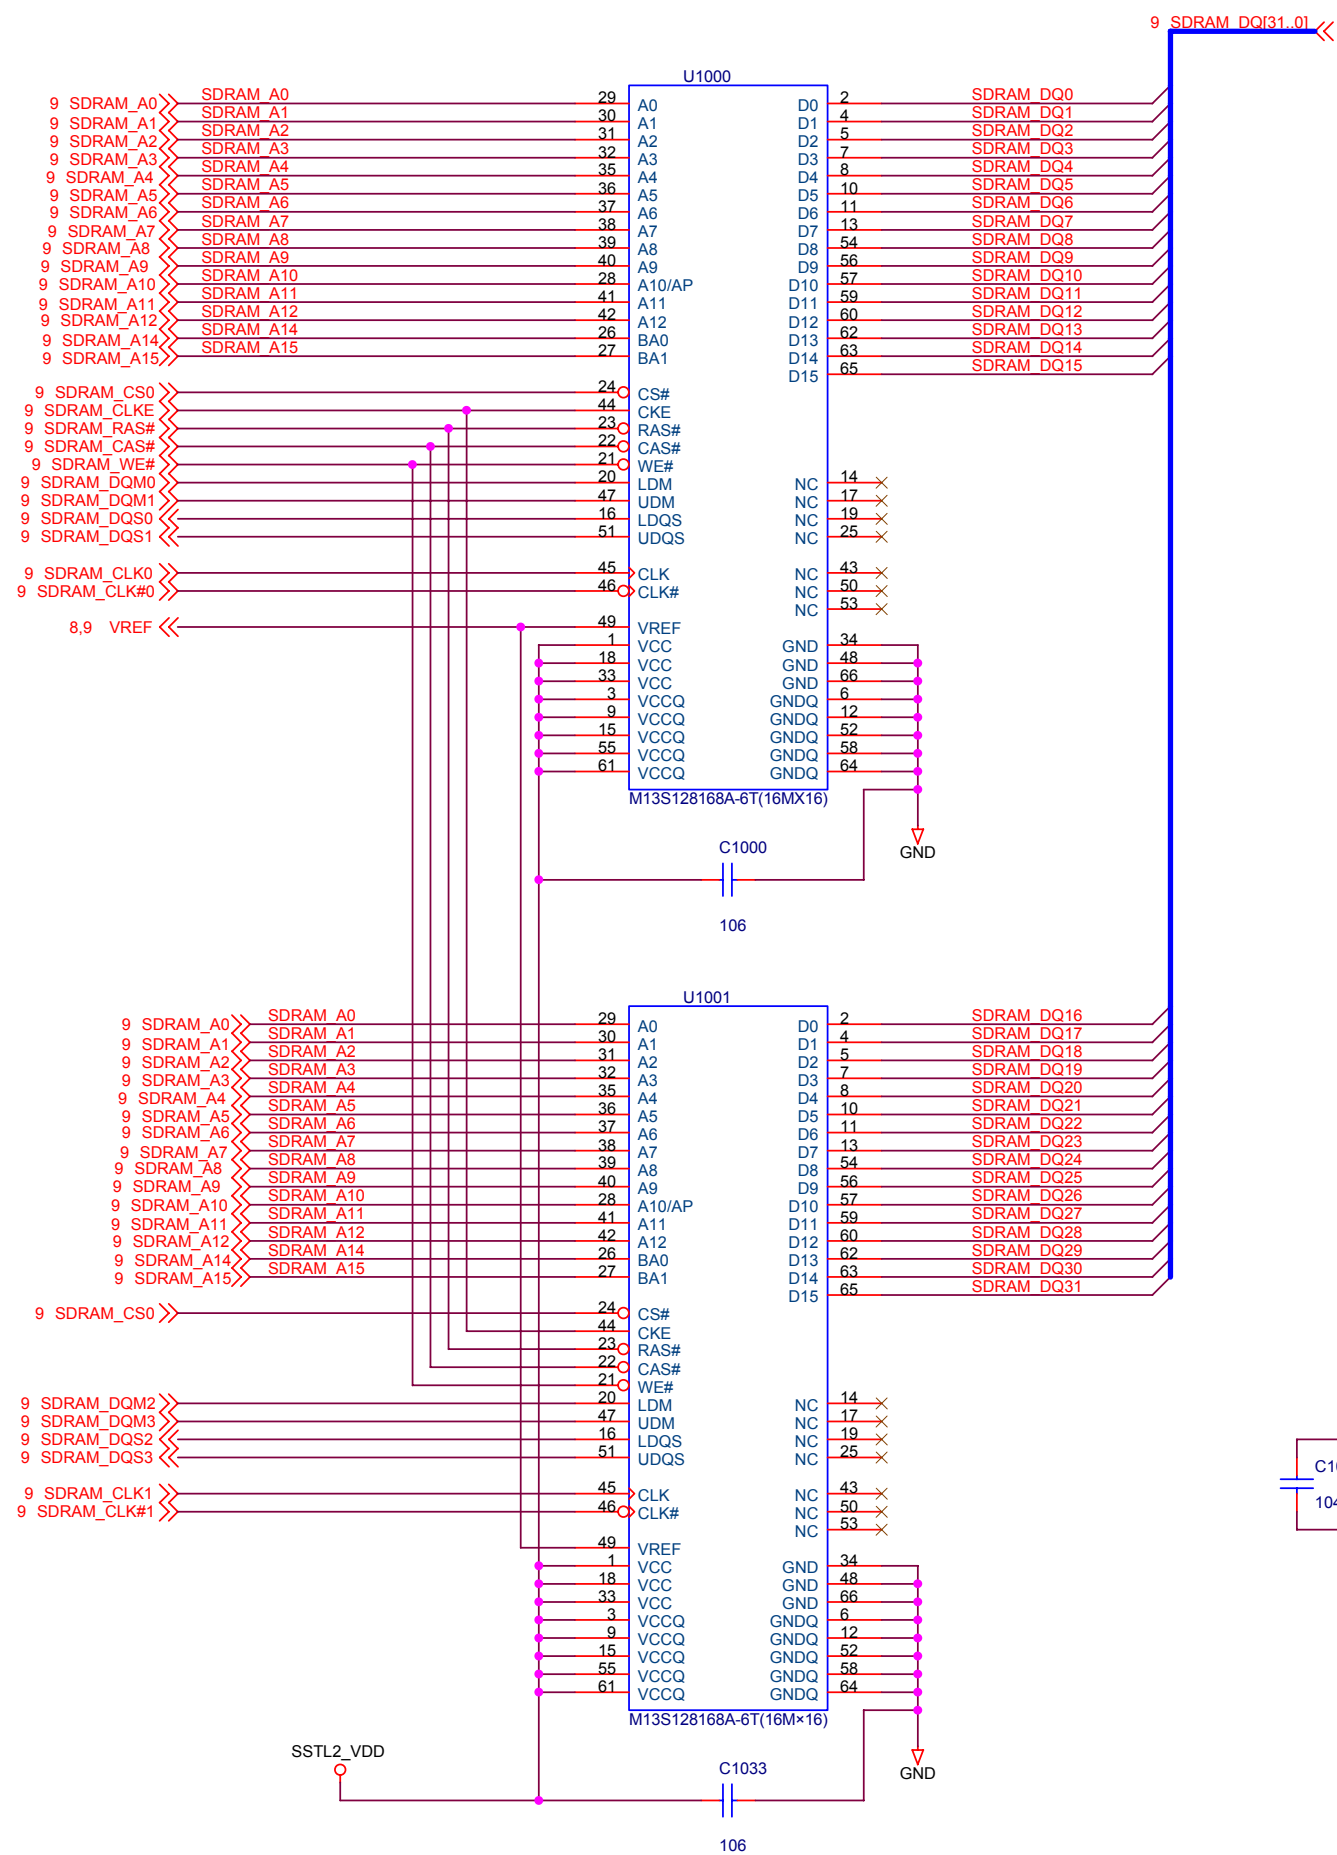 9 SDRAM_DQ[31..0]
U1000
9 SDRAM_A0 SDRAM_A0 29 A0 D0 2 SDRAM_DQ0
9 SDRAM_A1 SDRAM_A1 30 A1 D1 4 SDRAM_DQ1
9 SDRAM_A2 SDRAM_A2 31 A2 D2 5 SDRAM_DQ2
9 SDRAM_A3 SDRAM_A3 32 A3 D3 7 SDRAM_DQ3
9 SDRAM_A4 SDRAM_A4 35 A4 D4 8 SDRAM_DQ4
9 SDRAM_A5 SDRAM_A5 36 A5 D5 10 SDRAM_DQ5
9 SDRAM_A6 SDRAM_A6 37 A6 D6 11 SDRAM_DQ6
9 SDRAM_A7 SDRAM_A7 38 A7 D7 13 SDRAM_DQ7
9 SDRAM_A8 SDRAM_A8 39 A8 D8 54 SDRAM_DQ8
9 SDRAM_A9 SDRAM_A9 40 A9 D9 56 SDRAM_DQ9
9 SDRAM_A10 SDRAM_A10 28 A10/AP D10 57 SDRAM_DQ10
9 SDRAM_A11 SDRAM_A11 41 A11 D11 59 SDRAM_DQ11
9 SDRAM_A12 SDRAM_A12 42 A12 D12 60 SDRAM_DQ12
9 SDRAM_A14 SDRAM_A14 26 BA0 D13 62 SDRAM_DQ13
9 SDRAM_A15 SDRAM_A15 27 BA1 D14 63 SDRAM_DQ14
D15 65 SDRAM_DQ15
9 SDRAM_CS0 24 CS#
9 SDRAM_CLKE 44 CKE
9 SDRAM_RAS# 23 RAS#
9 SDRAM_CAS# 22 CAS#
9 SDRAM_WE# 21 WE#
9 SDRAM_DQM0 20 LDM NC 14
9 SDRAM_DQM1 47 UDM NC 17
9 SDRAM_DQS0 16 LDQS NC 19
9 SDRAM_DQS1 51 UDQS NC 25
9 SDRAM_CLK0 45 CLK NC 43
9 SDRAM_CLK#0 46 CLK# NC 50
NC 53
8,9 VREF 49 VREF
1 VCC GND 34
18 VCC GND 48
33 VCC GND 66
3 VCCQ GNDQ 6
9 VCCQ GNDQ 12
15 VCCQ GNDQ 52
55 VCCQ GNDQ 58
61 VCCQ GNDQ 64
M13S128168A-6T(16MX16)
C1000
GND
106
U1001
9 SDRAM_A0 SDRAM_A0 29 A0 D0 2 SDRAM_DQ16
9 SDRAM_A1 SDRAM_A1 30 A1 D1 4 SDRAM_DQ17
9 SDRAM_A2 SDRAM_A2 31 A2 D2 5 SDRAM_DQ18
9 SDRAM_A3 SDRAM_A3 32 A3 D3 7 SDRAM_DQ19
9 SDRAM_A4 SDRAM_A4 35 A4 D4 8 SDRAM_DQ20
9 SDRAM_A5 SDRAM_A5 36 A5 D5 10 SDRAM_DQ21
9 SDRAM_A6 SDRAM_A6 37 A6 D6 11 SDRAM_DQ22
9 SDRAM_A7 SDRAM_A7 38 A7 D7 13 SDRAM_DQ23
9 SDRAM_A8 SDRAM_A8 39 A8 D8 54 SDRAM_DQ24
9 SDRAM_A9 SDRAM_A9 40 A9 D9 56 SDRAM_DQ25
9 SDRAM_A10 SDRAM_A10 28 A10/AP D10 57 SDRAM_DQ26
9 SDRAM_A11 SDRAM_A11 41 A11 D11 59 SDRAM_DQ27
9 SDRAM_A12 SDRAM_A12 42 A12 D12 60 SDRAM_DQ28
9 SDRAM_A14 SDRAM_A14 26 BA0 D13 62 SDRAM_DQ29
9 SDRAM_A15 SDRAM_A15 27 BA1 D14 63 SDRAM_DQ30
D15 65 SDRAM_DQ31
9 SDRAM_CS0 24 CS#
44 CKE
23 RAS#
22 CAS#
21 WE#
9 SDRAM_DQM2 20 LDM NC 14
9 SDRAM_DQM3 47 UDM NC 17
9 SDRAM_DQS2 16 LDQS NC 19
9 SDRAM_DQS3 51 UDQS NC 25
9 SDRAM_CLK1 45 CLK NC 43
9 SDRAM_CLK#1 46 CLK# NC 50
NC 53
49 VREF
1 VCC GND 34
18 VCC GND 48
33 VCC GND 66
3 VCCQ GNDQ 6
9 VCCQ GNDQ 12
15 VCCQ GNDQ 52
55 VCCQ GNDQ 58
61 VCCQ GNDQ 64
M13S128168A-6T(16M×16)
SSTL2_VDD
C1033
GND
106